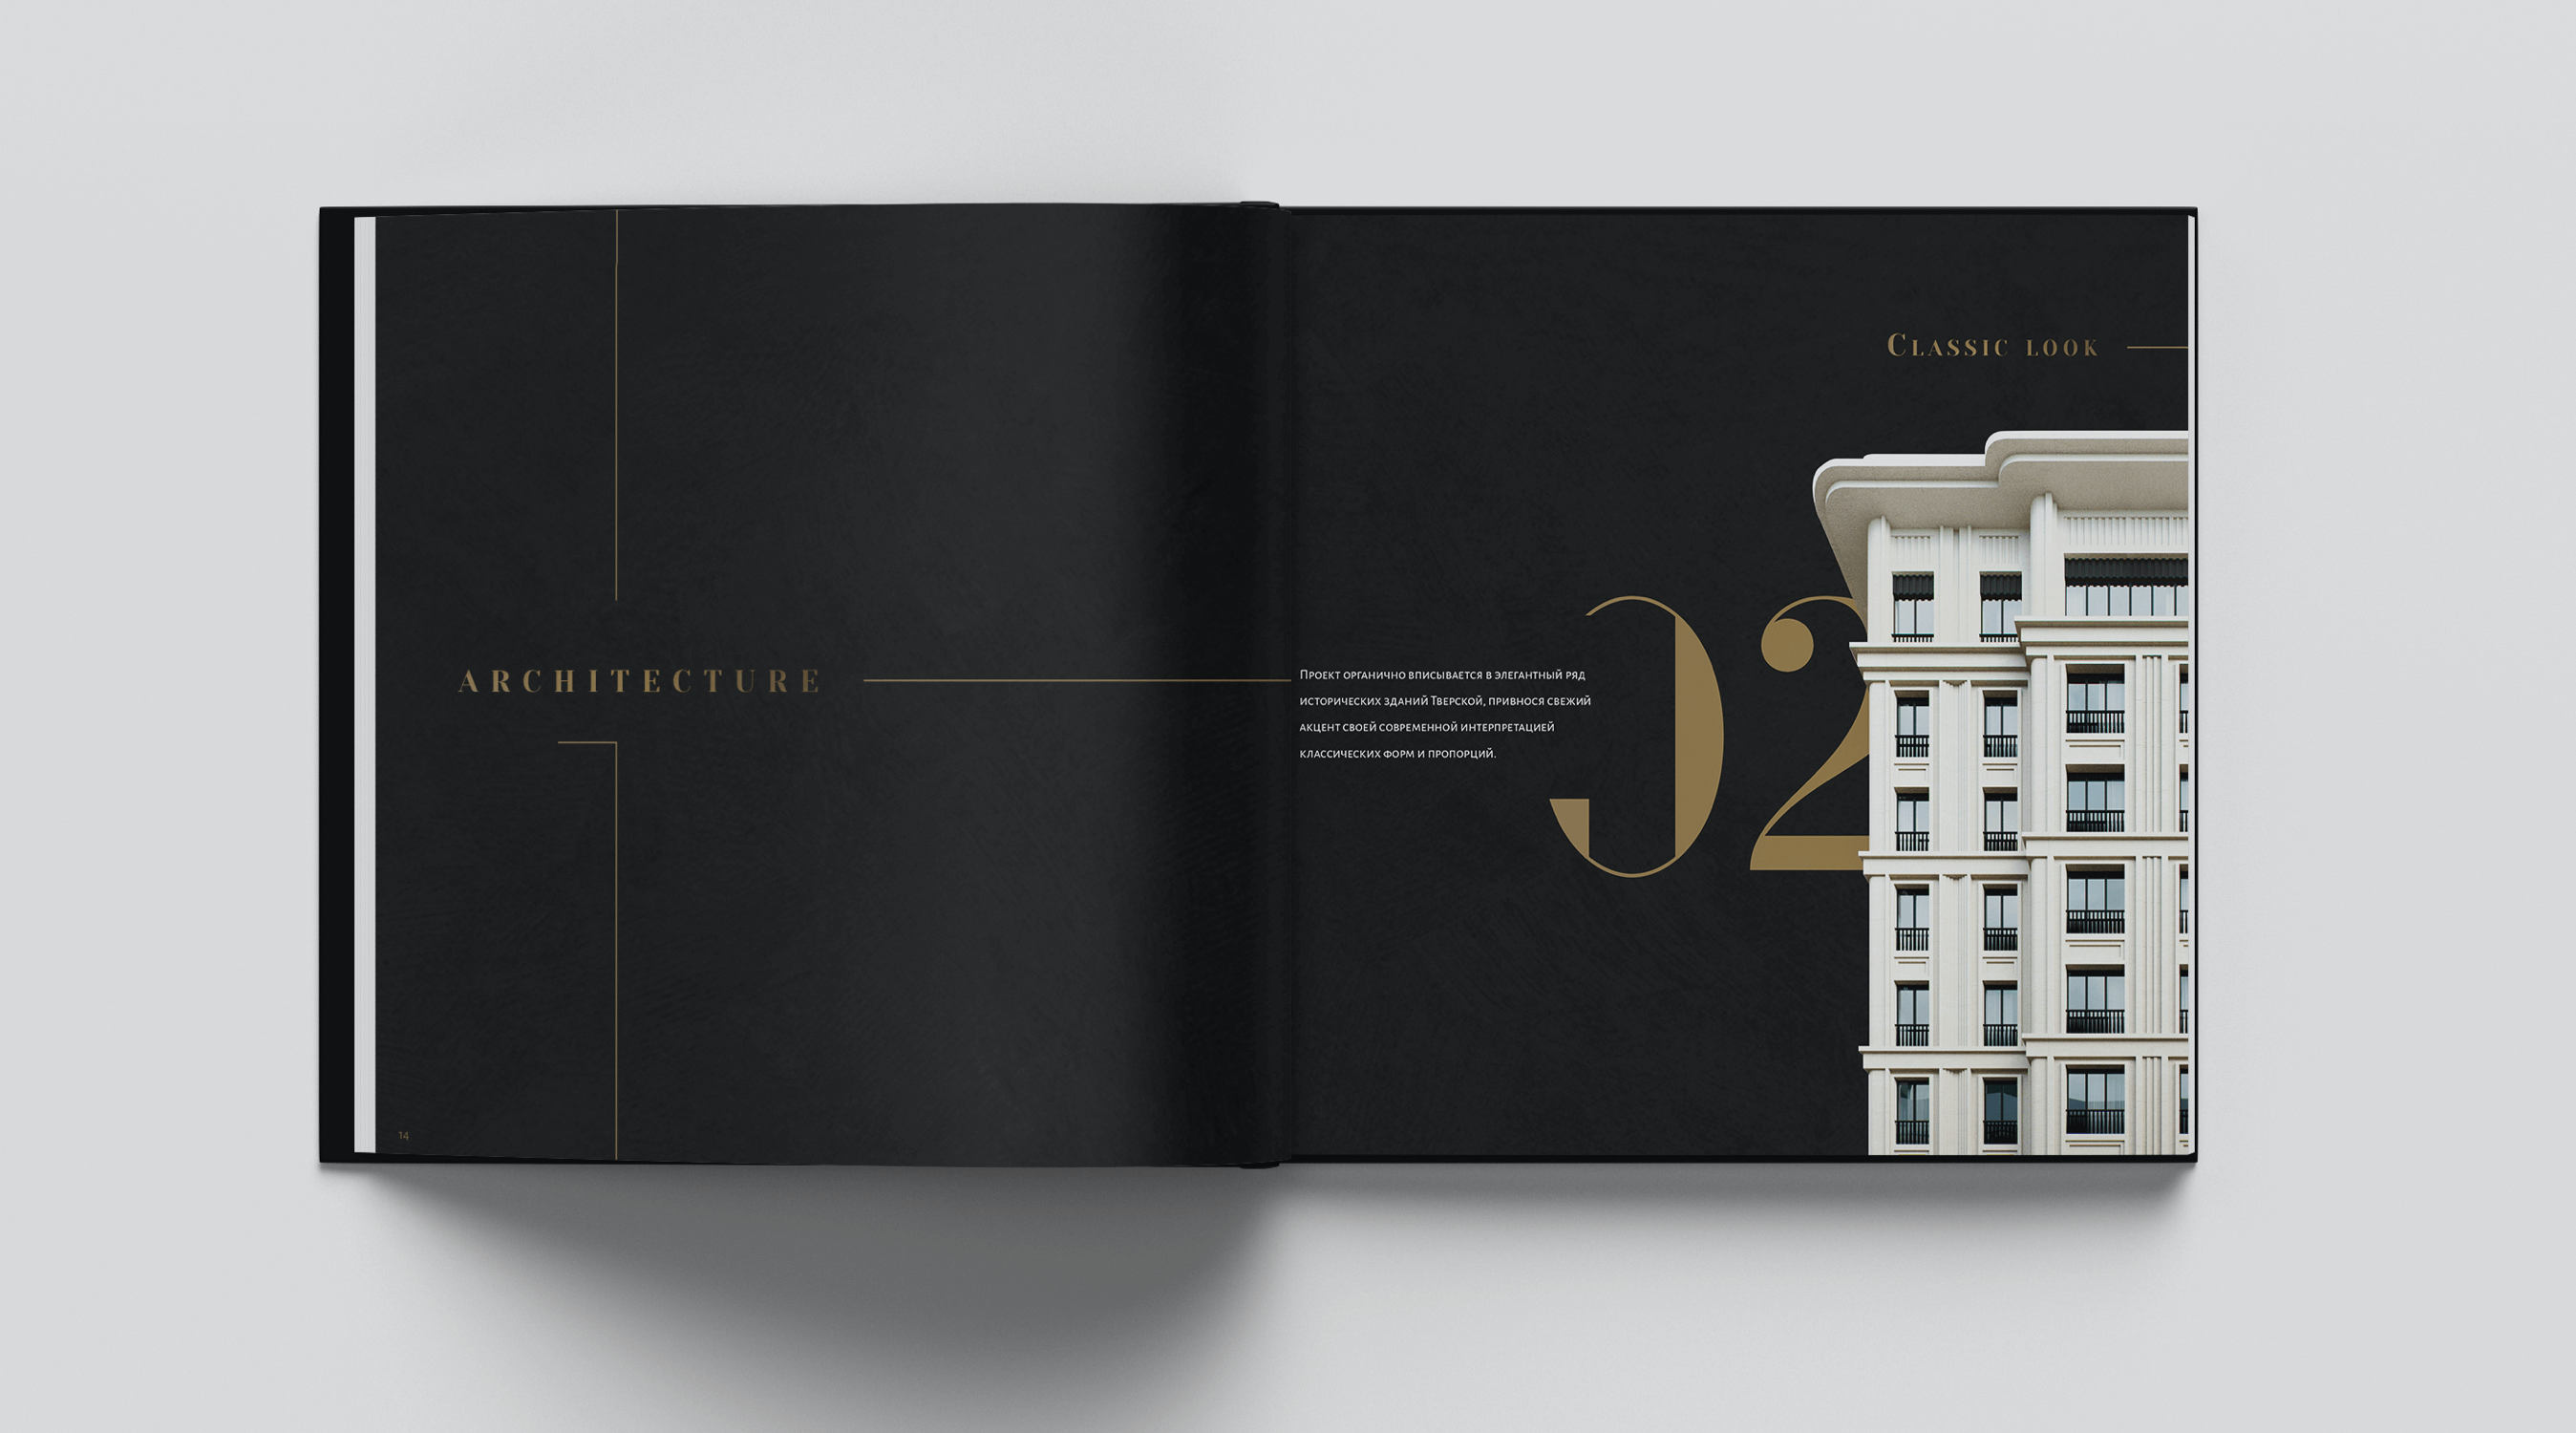 ARCHITECTURE
14
CLASSIC LOOK
Проект органично вписывается в элегантный ряд
исторических зданий Тверской, привнося свежий
акцент своей современной интерпретацией
классических форм и пропорций.
02